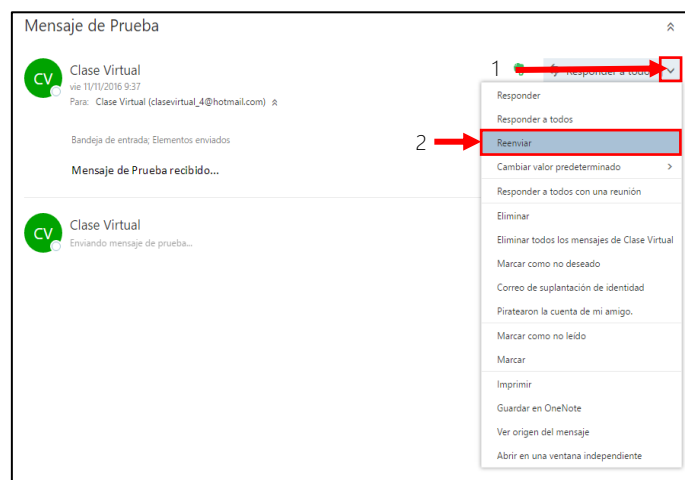 Mensaje de Prueba
1
Responder a todos
CV
Clase Virtual
vie 11/11/2016 9:37
Para: Clase Virtual (clasevirtual_4@hotmail.com)
Bandeja de entrada; Elementos enviados
Mensaje de Prueba recibido...
CV
Clase Virtual
Enviando mensaje de prueba...
2
Responder
Responder a todos
Reenviar
Cambiar valor predeterminado
Responder a todos con una reunión
Eliminar
Eliminar todos los mensajes de Clase Virtual
Marcar como no deseado
Correo de suplantación de identidad
Piratearon la cuenta de mi amigo.
Marcar como no leído
Marcar
Imprimir
Guardar en OneNote
Ver origen del mensaje
Abrir en una ventana independiente